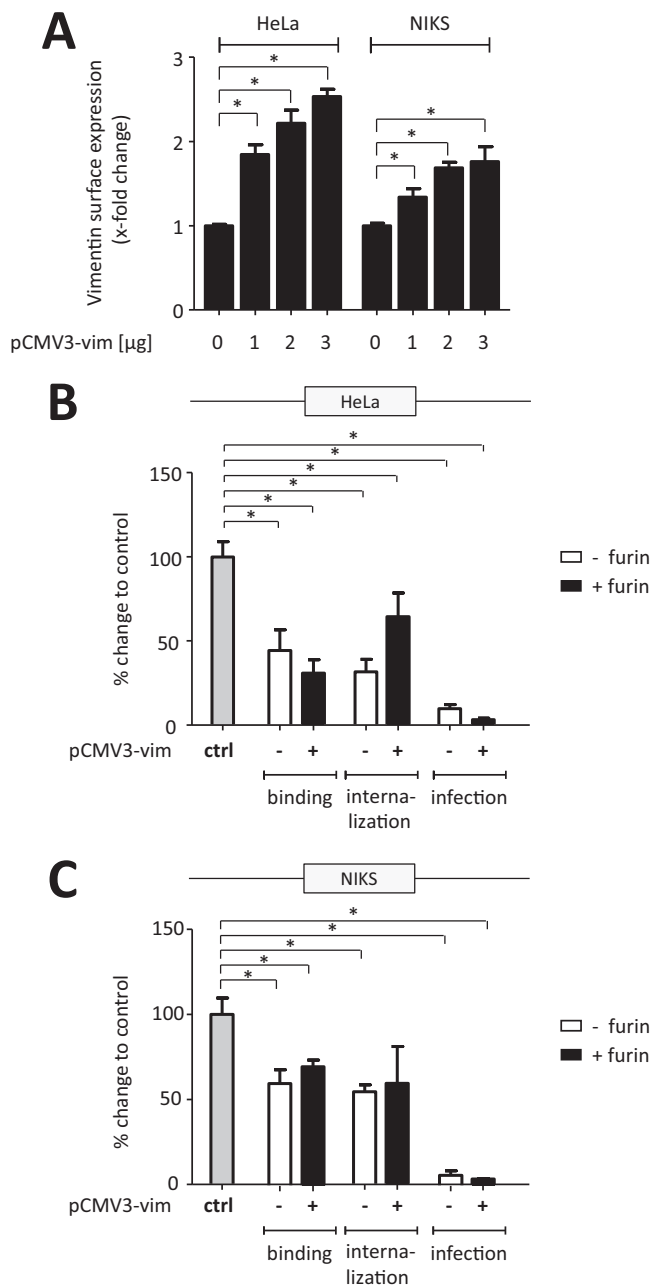 A
HeLa
NIKS
* * * * * *
Vimentin surface expression
(x-fold change)
3
2
1
0
pCMV3-vim [µg] 0 1 2 3 0 1 2 3
B
HeLa
* * * * * *
% change to control
150
100
50
0
- furin
+ furin
pCMV3-vim ctrl - + - + - +
binding interna- infection
lization
C
NIKS
* * * * * *
% change to control
150
100
50
0
- furin
+ furin
pCMV3-vim ctrl - + - + - +
binding interna- infection
lization